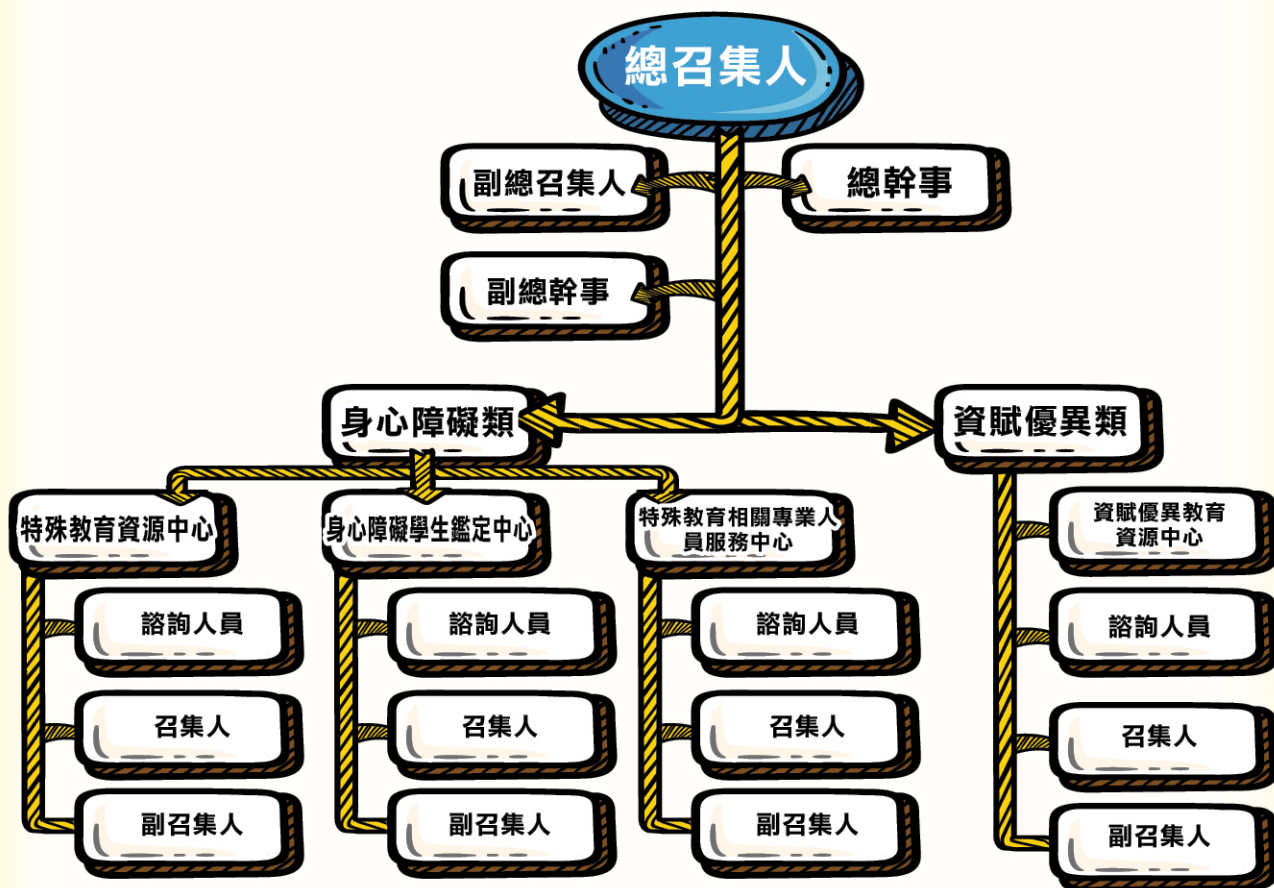 總召集人
副總召集人
總幹事
副總幹事
身心障礙類
資賦優異類
特殊教育資源中心
身心障礙學生鑑定中心
特殊教育相關專業人
員服務中心
資賦優異教育
資源中心
諮詢人員
諮詢人員
諮詢人員
諮詢人員
召集人
召集人
召集人
召集人
副召集人
副召集人
副召集人
副召集人